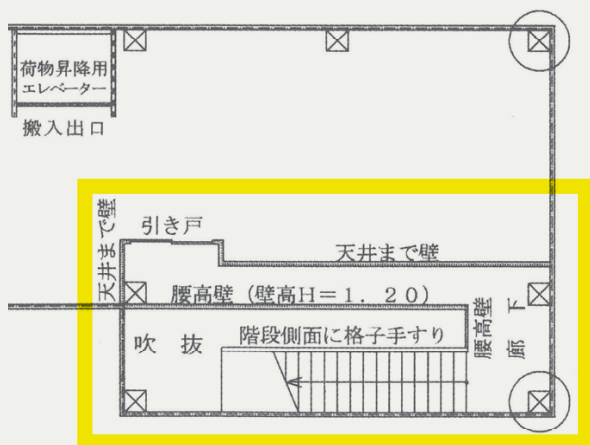 荷物昇降用
エレベーター
搬入出口
天井まで壁
引き戸
天井まで壁
腰高壁（壁高H＝1．20）
吹抜
階段側面に格子手すり
腰高壁
廊下